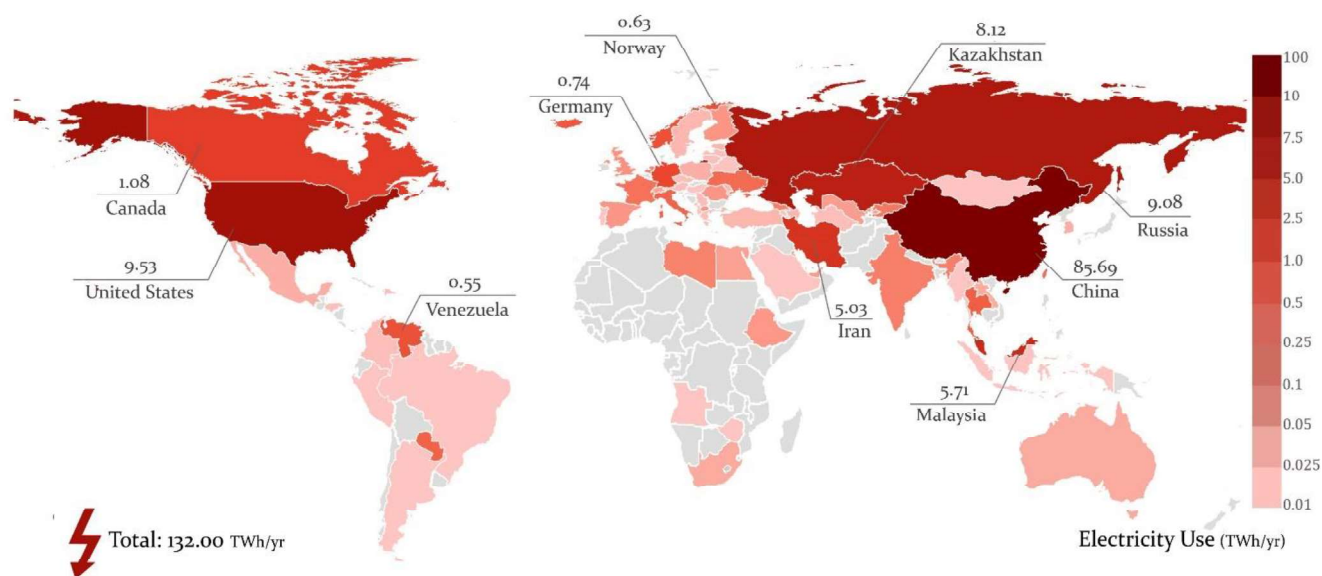 0.63
Norway
8.12
Kazakhstan
0.74
Germany
1.08
Canada
9.53
United States
0.55
Venezuela
5.03
Iran
9.08
Russia
85.69
China
5.71
Malaysia
100
10
7.5
5.0
2.5
1.0
0.5
0.25
0.1
0.05
0.025
0.01
Total: 132.00 TWh/yr
Electricity Use (TWh/yr)